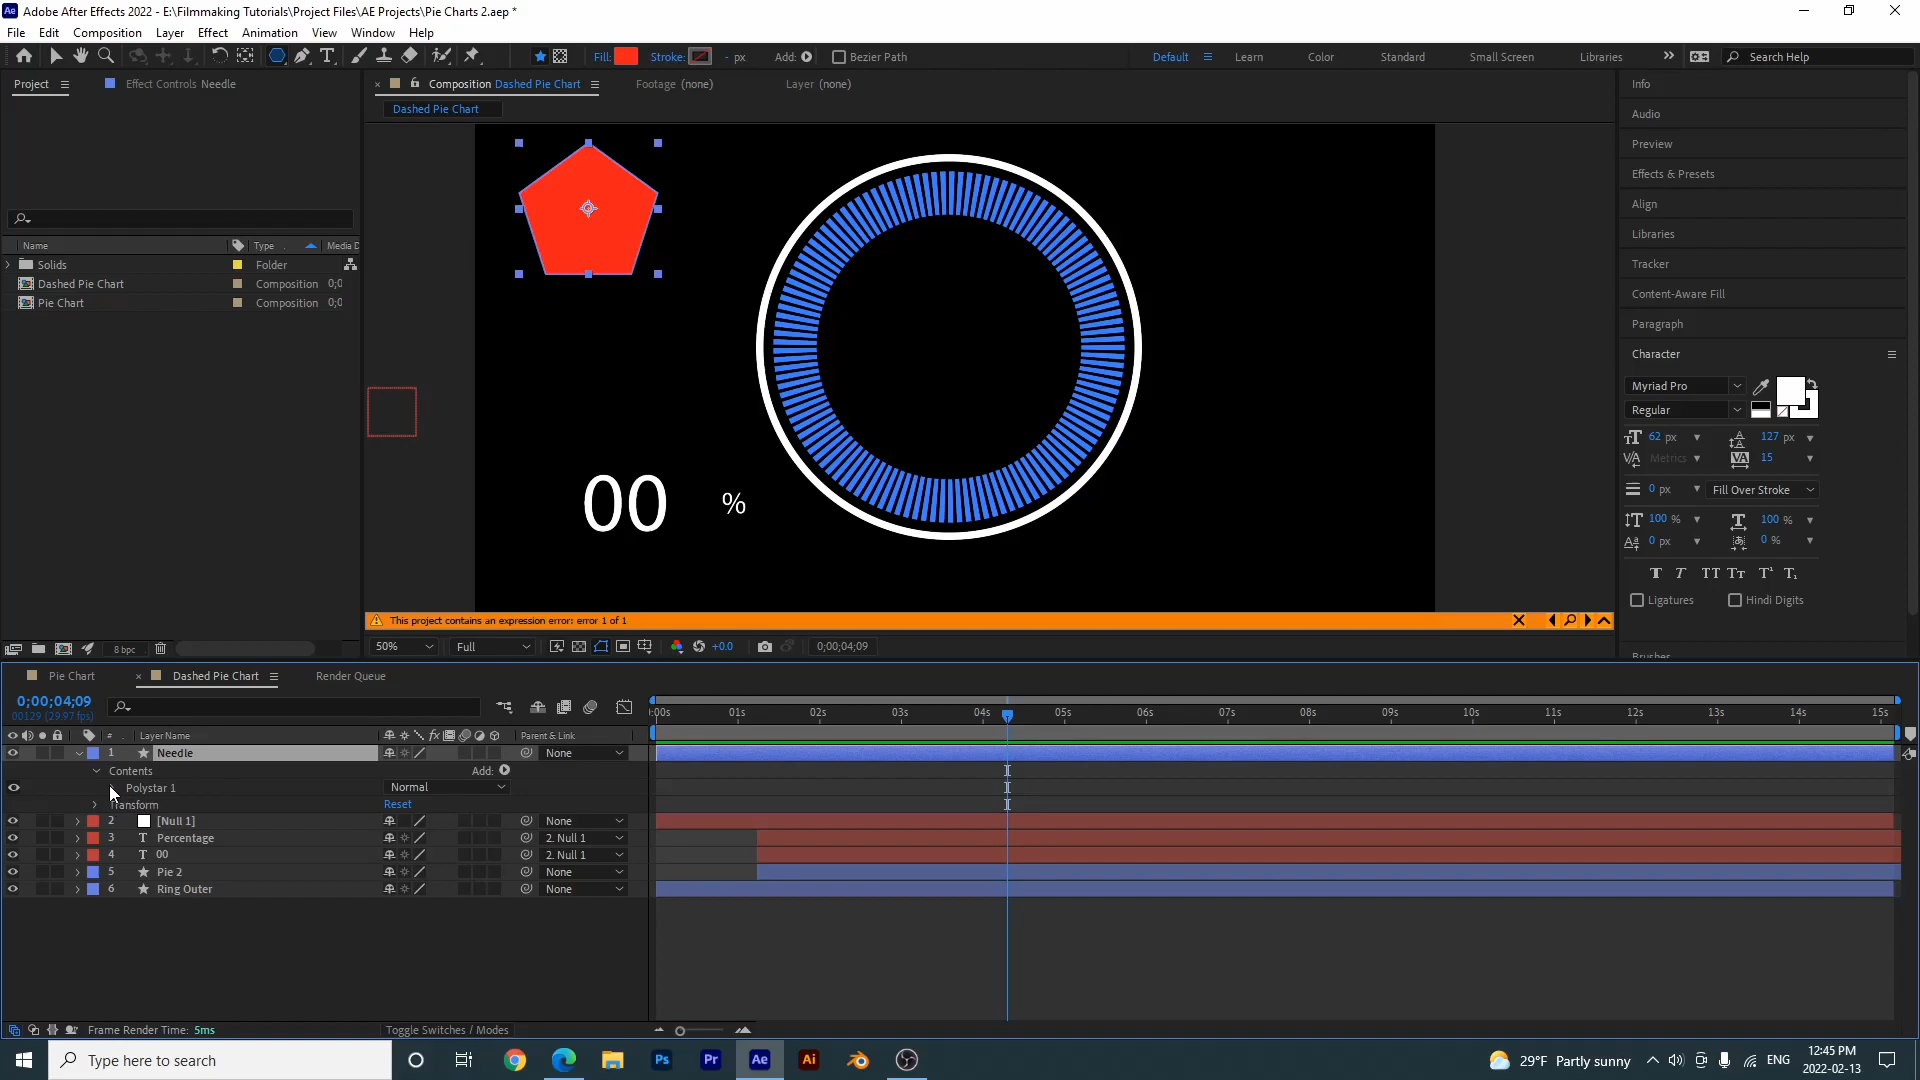 Ae Adobe After Effects 2022 - E:\Filmmaking Tutorials\Project Files\AE Projects\Pie Charts 2.aep *
File Edit Composition Layer Effect Animation View Window Help
Fill: Stroke: - px Add: Bezier Path Default Learn Color Standard Small Screen Libraries Search Help
Project Effect Controls Needle
Composition Dashed Pie Chart Footage (none) Layer (none)
Dashed Pie Chart
Info
Audio
Preview
Effects & Presets
Align
Libraries
Tracker
Content-Aware Fill
Paragraph
Character
Myriad Pro
Regular
62 px 127 px
Metrics 15
0 px Fill Over Stroke
100 % 100 %
0 px 0 %
Ligatures Hindi Digits
Name Type Media D
Solids Folder
Dashed Pie Chart Composition 0;0
Pie Chart Composition 0;0
00 %
This project contains an expression error: error 1 of 1
8 bpc
50% Full +0.0 0;00;04;09
Pie Chart Dashed Pie Chart Render Queue
0;00;04;09
00129 (29.97 fps)
:00s 01s 02s 03s 04s 05s 06s 07s 08s 09s 10s 11s 12s 13s 14s 15s
# Layer Name Parent & Link
1 Needle None
Contents Add:
Polystar 1 Normal
Transform Reset
2 [Null 1] None
3 T Percentage 2. Null 1
4 T 00 2. Null 1
5 Pie 2 None
6 Ring Outer None
Frame Render Time: 5ms Toggle Switches / Modes
Type here to search Ps Pr Ae Ai 29°F Partly sunny ENG
12:45 PM
2022-02-13